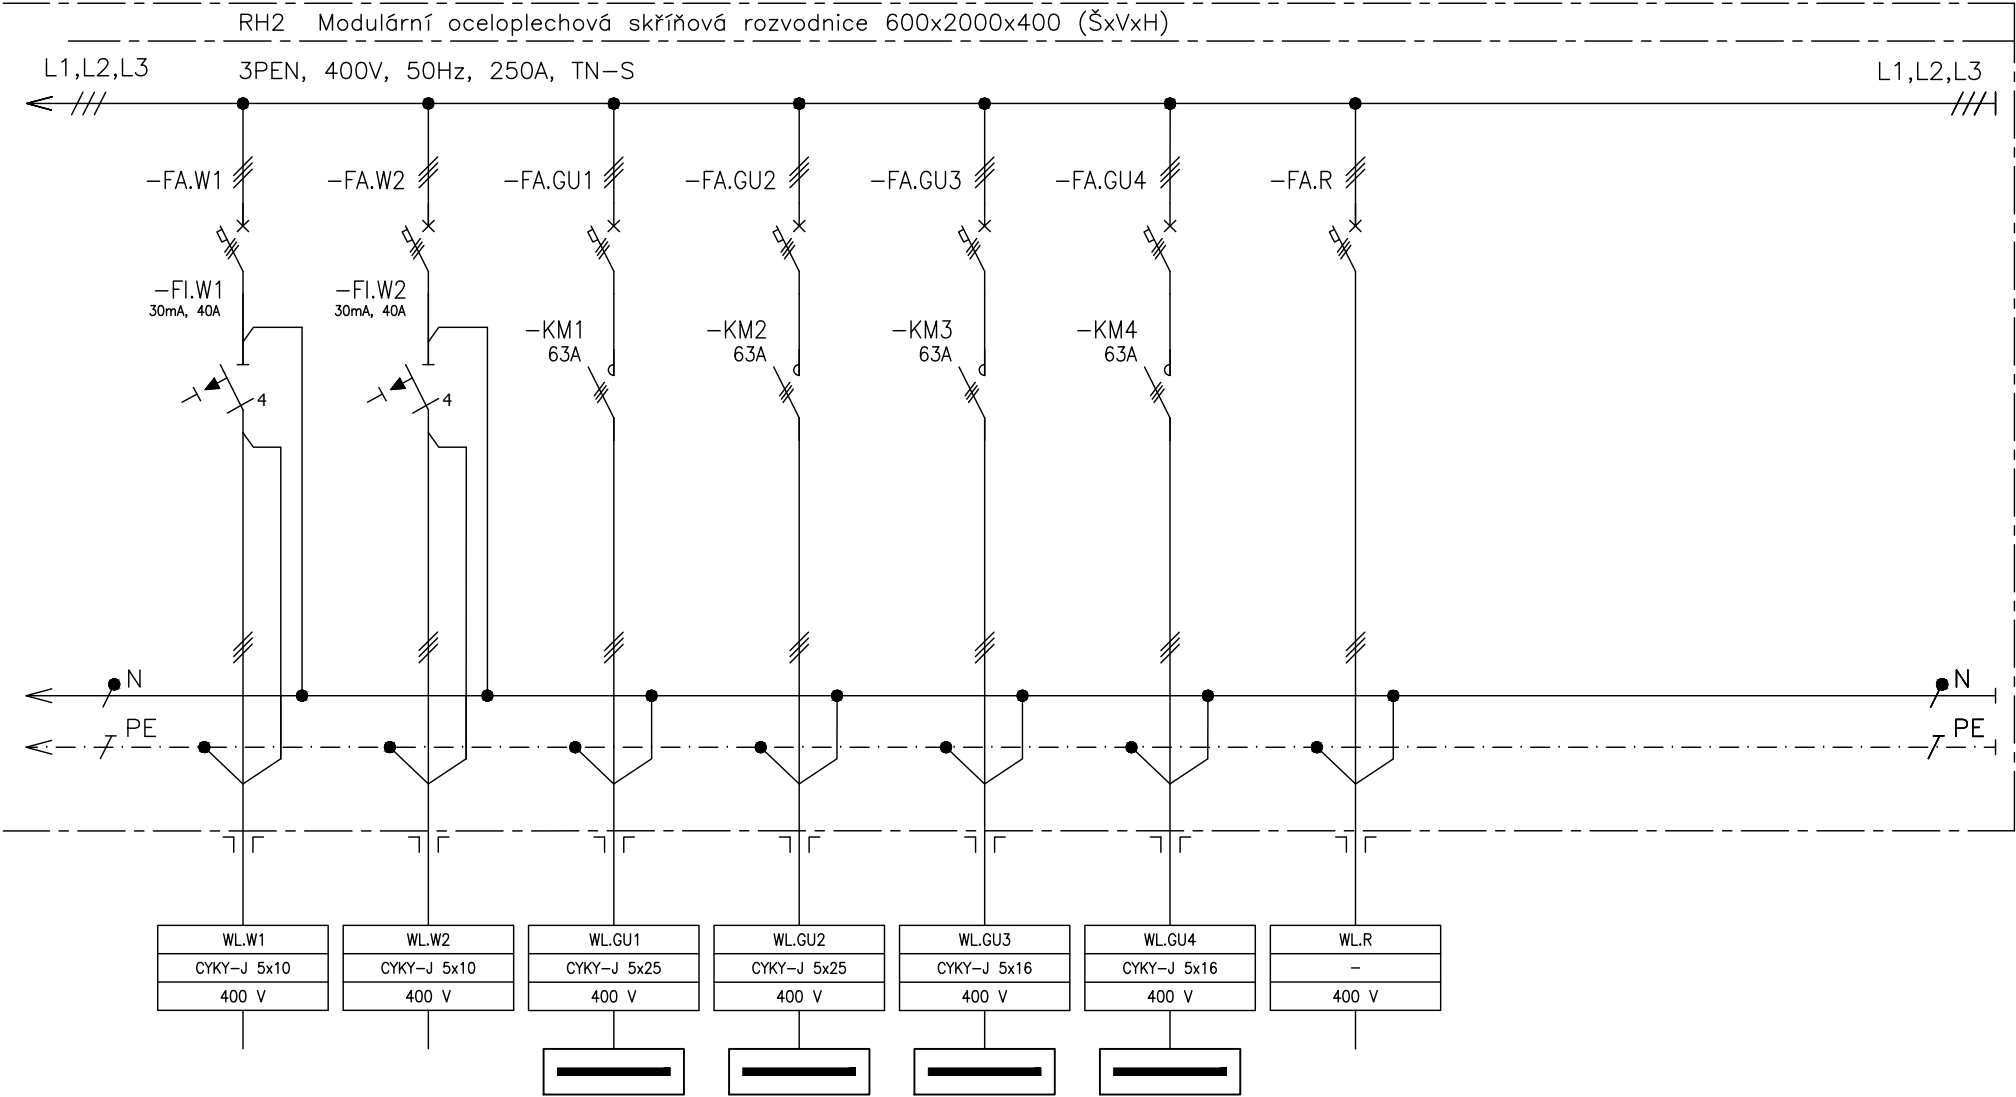 RH2 Modulární oceloplechová skříňová rozvodnice 600x2000x400 (ŠxVxH)
L1,L2,L3
3PEN, 400V, 50Hz, 250A, TN-S
L1,L2,L3
-FA.W1
-FA.W2
-FA.GU1
-FA.GU2
-FA.GU3
-FA.GU4
-FA.R
-FI.W1
30mA, 40A
-FI.W2
30mA, 40A
-KM1
63A
-KM2
63A
-KM3
63A
-KM4
63A
4
4
N
N
PE
PE
WL.W1
CYKY-J 5x10
400 V
WL.W2
CYKY-J 5x10
400 V
WL.GU1
CYKY-J 5x25
400 V
WL.GU2
CYKY-J 5x25
400 V
WL.GU3
CYKY-J 5x16
400 V
WL.GU4
CYKY-J 5x16
400 V
WL.R
-
400 V